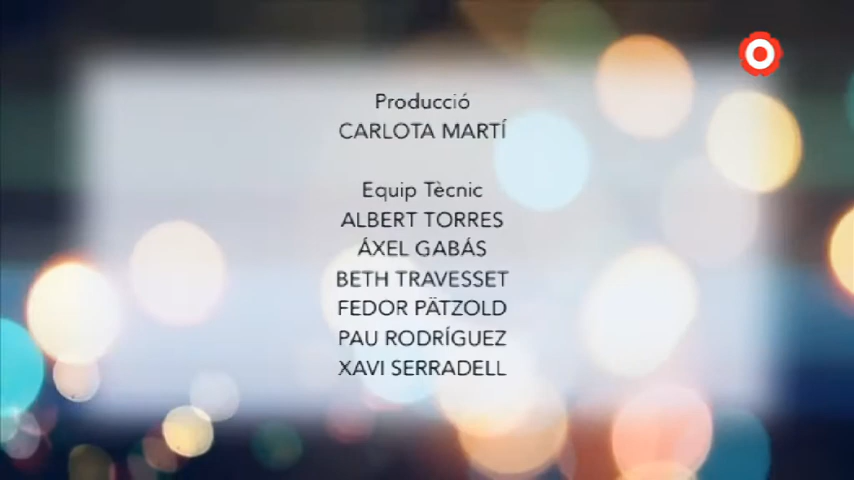 Producció
CARLOTA MARTÍ
Equip Tècnic
ALBERT TORRES
ÁXEL GABÁS
BETH TRAVESSET
FEDOR PÄTZOLD
PAU RODRÍGUEZ
XAVI SERRADELL